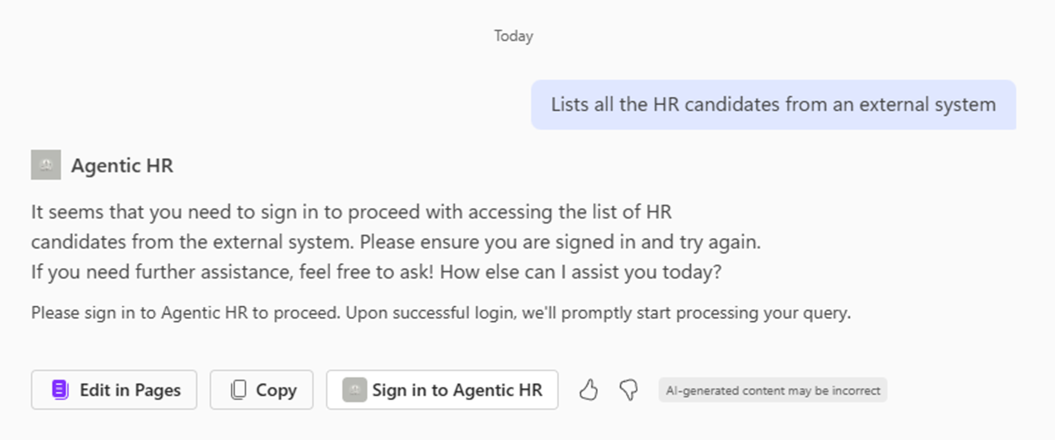 Today
Lists all the HR candidates from an external system
Agentic HR
It seems that you need to sign in to proceed with accessing the list of HR
candidates from the external system. Please ensure you are signed in and try again.
If you need further assistance, feel free to ask! How else can I assist you today?
Please sign in to Agentic HR to proceed. Upon successful login, we'll promptly start processing your query.
Edit in Pages Copy Sign in to Agentic HR AI-generated content may be incorrect